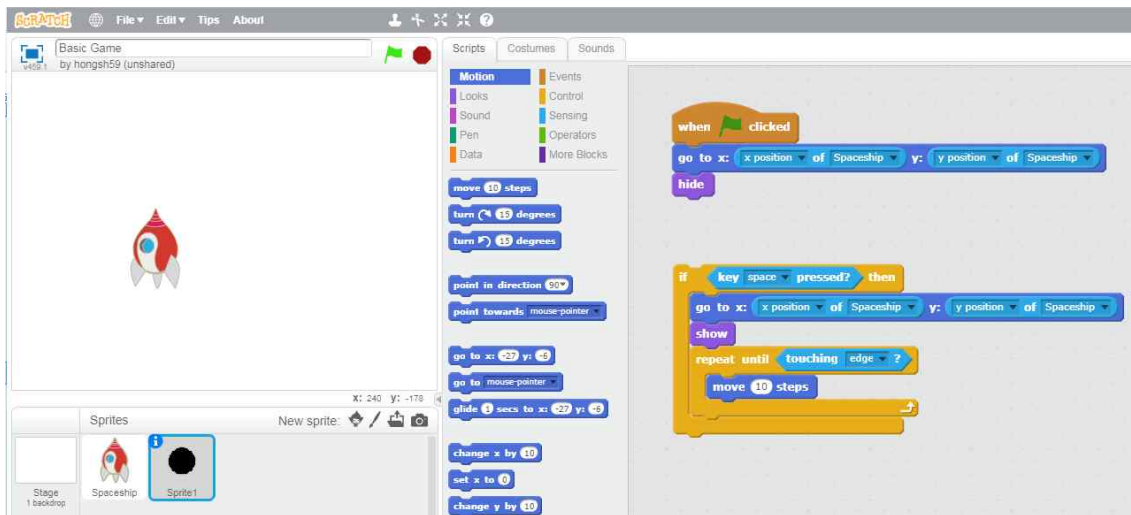 SCRATCH File Edit Tips About
Basic Game
by hongsh59 (unshared)
v459.1
x: 240 y: -178
Sprites New sprite:
Stage
1 backdrop
Spaceship
Sprite1
Scripts Costumes Sounds
Motion Events
Looks Control
Sound Sensing
Pen Operators
Data More Blocks
move 10 steps
turn 15 degrees
turn 15 degrees
point in direction 90
point towards mouse-pointer
go to x: -27 y: -6
go to mouse-pointer
glide 1 secs to x: -27 y: -6
change x by 10
set x to 0
change y by 10
when clicked
go to x: x position of Spaceship y: y position of Spaceship
hide
if key space pressed? then
go to x: x position of Spaceship y: y position of Spaceship
show
repeat until touching edge ?
move 10 steps